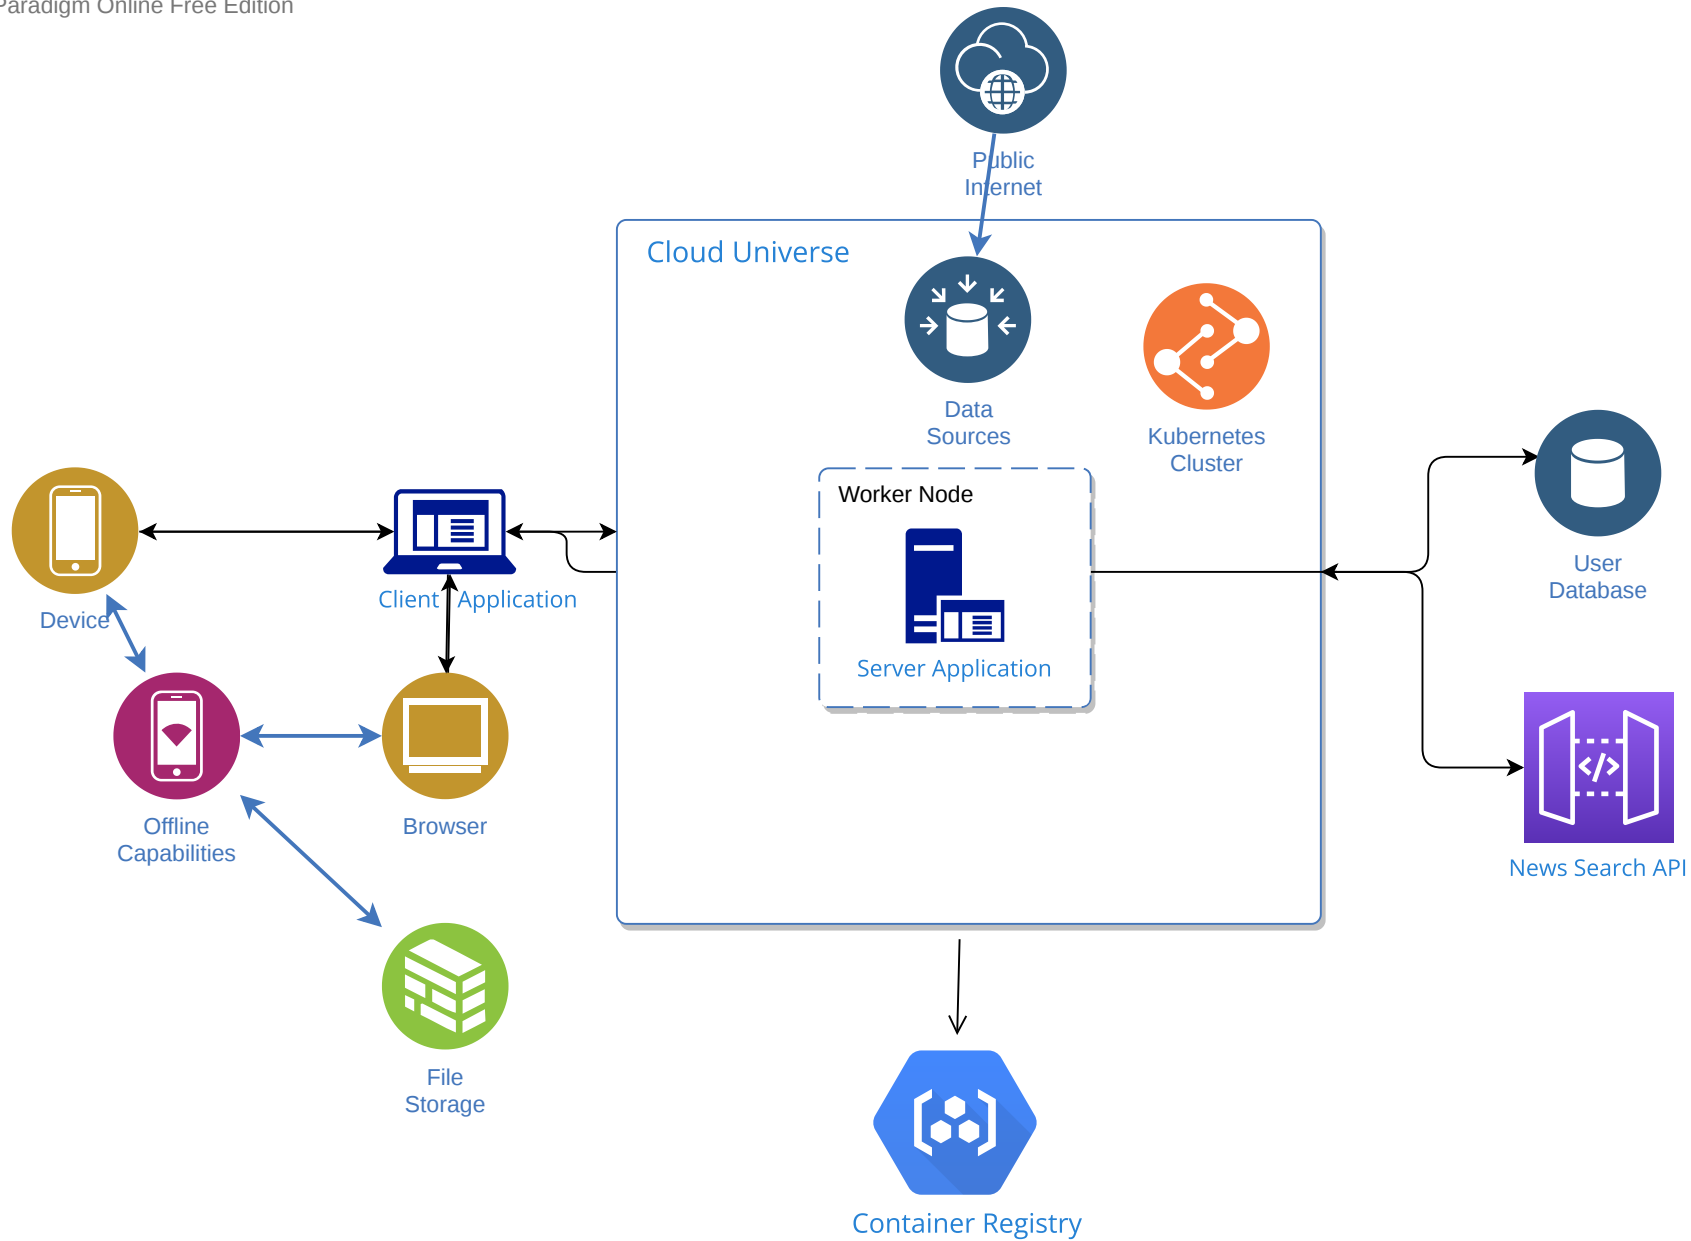 Paradigm Online Free Edition
Public
Internet
Cloud Universe
Data
Sources
Kubernetes
Cluster
Worker Node
Server Application
Client Application
Device
Offline
Capabilities
Browser
File
Storage
User
Database
News Search API
Container Registry